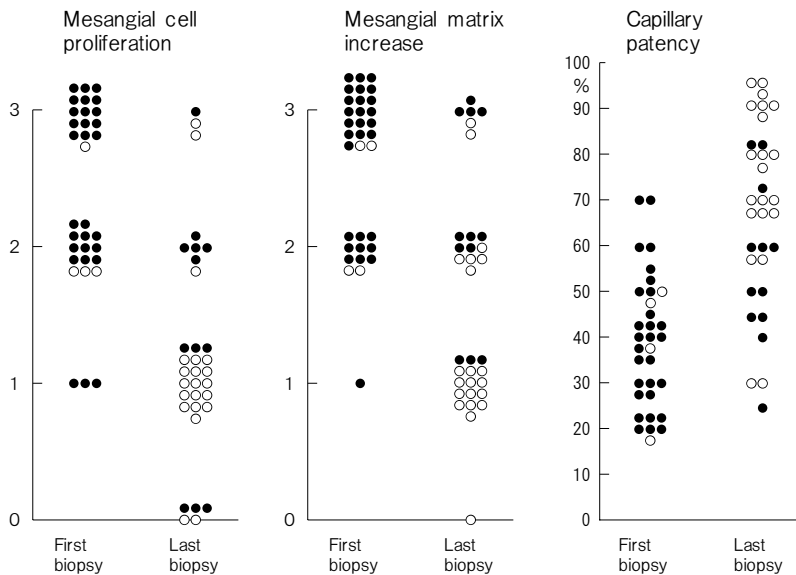 Mesangial cell
proliferation
3
2
1
0
First
biopsy
Last
biopsy
Mesangial matrix
increase
3
2
1
0
First
biopsy
Last
biopsy
Capillary
patency
100
%
90
80
70
60
50
40
30
20
10
0
First
biopsy
Last
biopsy